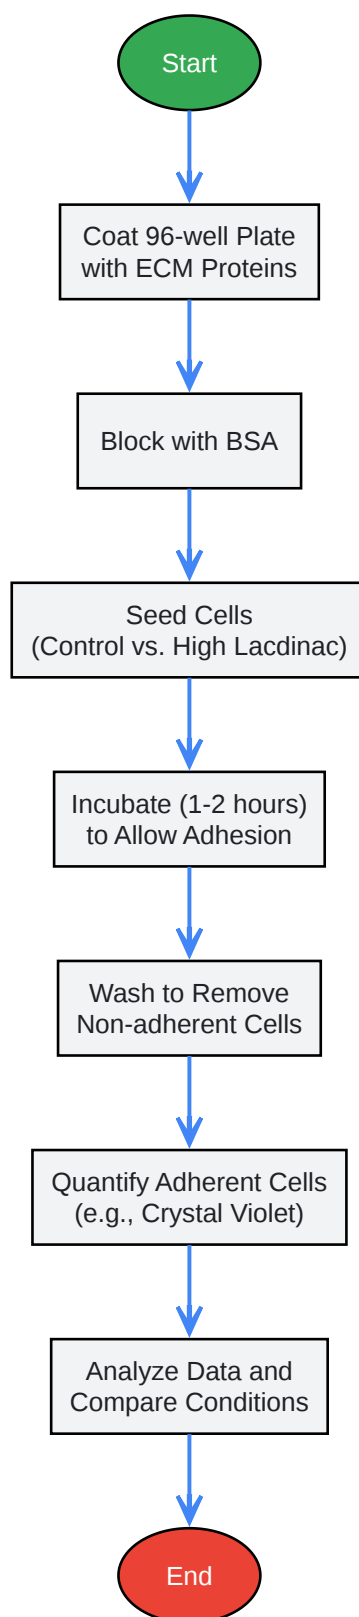 Start
Coat 96-well Plate
with ECM Proteins
Block with BSA
Seed Cells
(Control vs. High Lacdinac)
Incubate (1-2 hours)
to Allow Adhesion
Wash to Remove
Non-adherent Cells
Quantify Adherent Cells
(e.g., Crystal Violet)
Analyze Data and
Compare Conditions
End